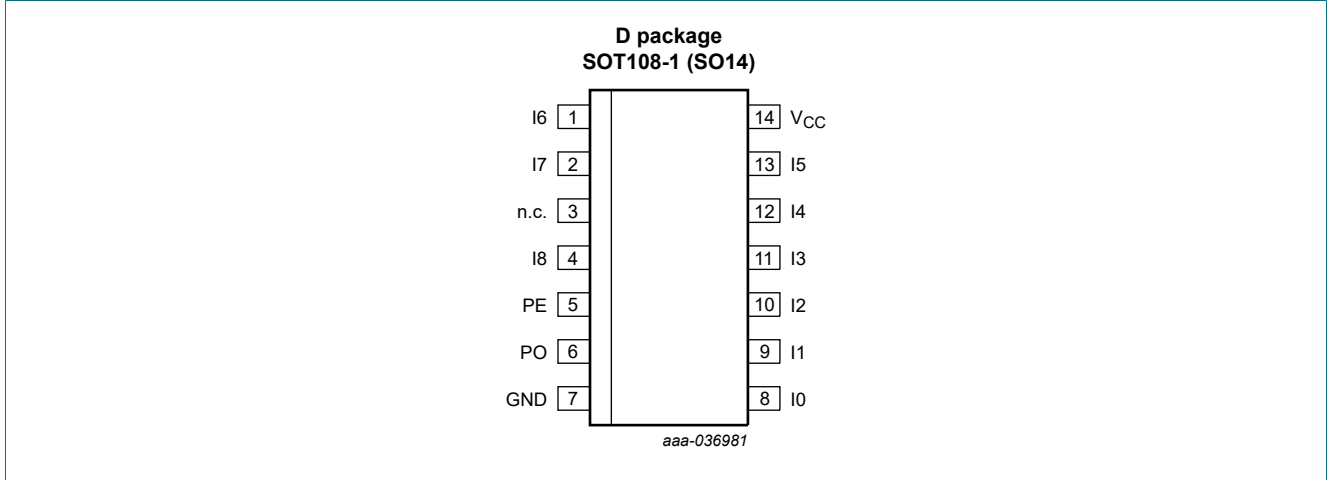 D package
SOT108-1 (SO14)
I6 1 14 VCC
I7 2 13 I5
n.c. 3 12 I4
I8 4 11 I3
PE 5 10 I2
PO 6 9 I1
GND 7 8 I0
aaa-036981